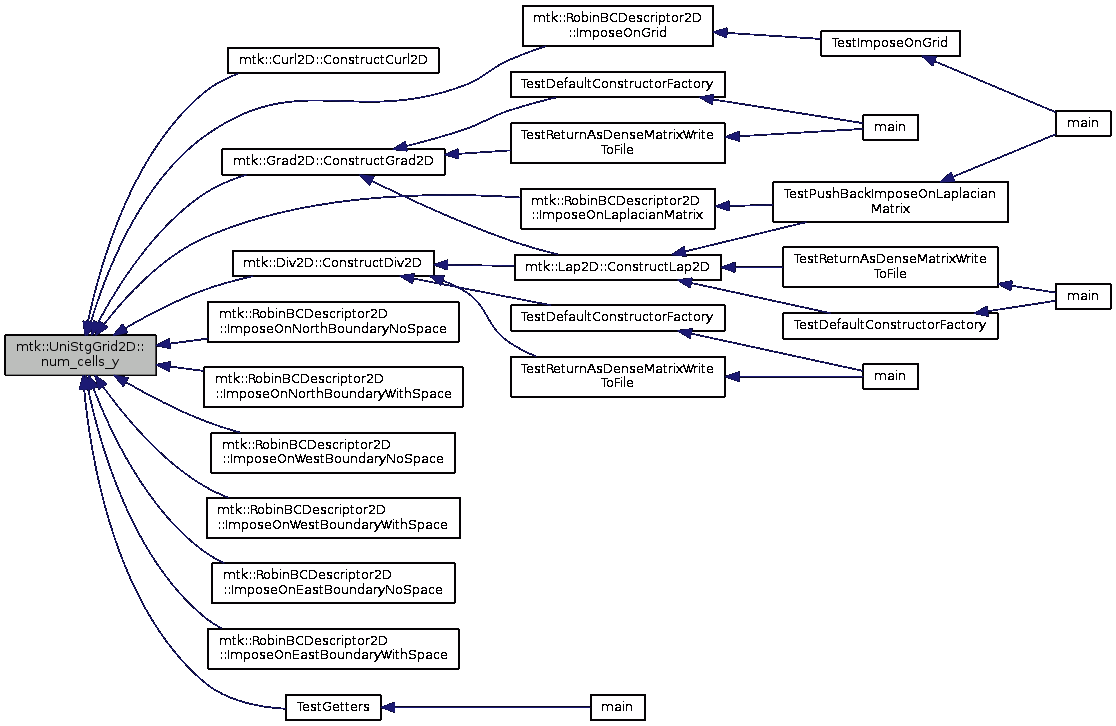 mtk::RobinBCDescriptor2D
::ImposeOnGrid
TestImposeOnGrid
mtk::Curl2D::ConstructCurl2D
TestDefaultConstructorFactory
main
main
TestReturnAsDenseMatrixWrite
ToFile
mtk::Grad2D::ConstructGrad2D
mtk::RobinBCDescriptor2D
::ImposeOnLaplacianMatrix
TestPushBackImposeOnLaplacian
Matrix
mtk::Div2D::ConstructDiv2D
mtk::Lap2D::ConstructLap2D
TestReturnAsDenseMatrixWrite
ToFile
main
mtk::RobinBCDescriptor2D
::ImposeOnNorthBoundaryNoSpace
TestDefaultConstructorFactory
TestDefaultConstructorFactory
mtk::UniStgGrid2D::
num_cells_y
TestReturnAsDenseMatrixWrite
ToFile
main
mtk::RobinBCDescriptor2D
::ImposeOnNorthBoundaryWithSpace
mtk::RobinBCDescriptor2D
::ImposeOnWestBoundaryNoSpace
mtk::RobinBCDescriptor2D
::ImposeOnWestBoundaryWithSpace
mtk::RobinBCDescriptor2D
::ImposeOnEastBoundaryNoSpace
mtk::RobinBCDescriptor2D
::ImposeOnEastBoundaryWithSpace
TestGetters
main